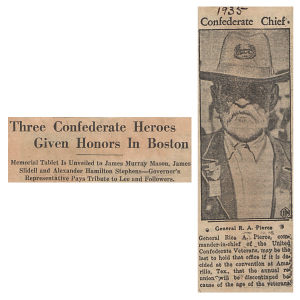 Three Confederate Heroes
Given Honors In Boston
Memorial Tablet Is Unveiled to James Murray Mason, James
Slidell and Alexander Hamilton Stephens—Governor's
Representative Pays Tribute to Lee and Followers.
1935
Confederate Chief
General R. A. Pierce
General Rice A. Pierce, com-
mander-in-chief of the United
Confederate Veterans, may be the
last to hold that office if it is de-
cided at the convention at Ama-
rillo, Tex., that the annual re-
union will be discontinued be-
cause of the age of the veterans.